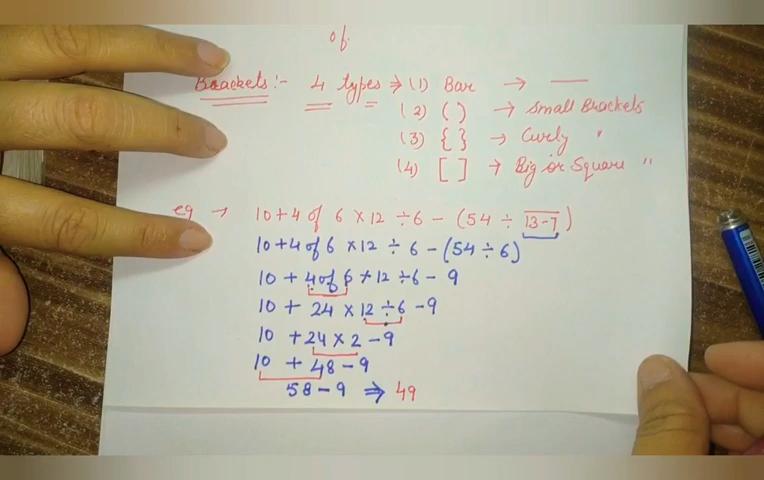 of
Brackets:- 4 types ⇒ (1) Bar → —
(2) ( ) → Small Brackets
(3) { } → Curly "
(4) [ ] → Big or Square "
eg → 10+4 of 6 × 12 ÷ 6 - (54 ÷ 1̅3̅-̅7̅)
10+4 of 6 × 12 ÷ 6 - (54 ÷ 6)
10 + 4 of 6 × 12 ÷ 6 - 9
10 + 24 × 12 ÷ 6 - 9
10 + 24 × 2 - 9
10 + 48 - 9
58 - 9 ⇒ 49